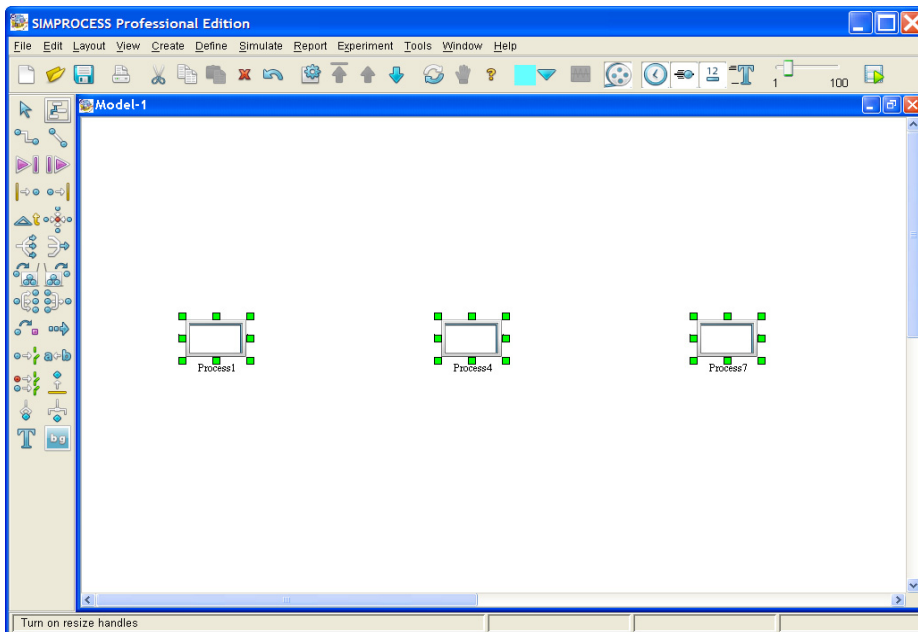 SIMPROCESS Professional Edition
File Edit Layout View Create Define Simulate Report Experiment Tools Window Help
12 T 1 100
Model-1
a b
T bg
Process1 Process4 Process7
Turn on resize handles